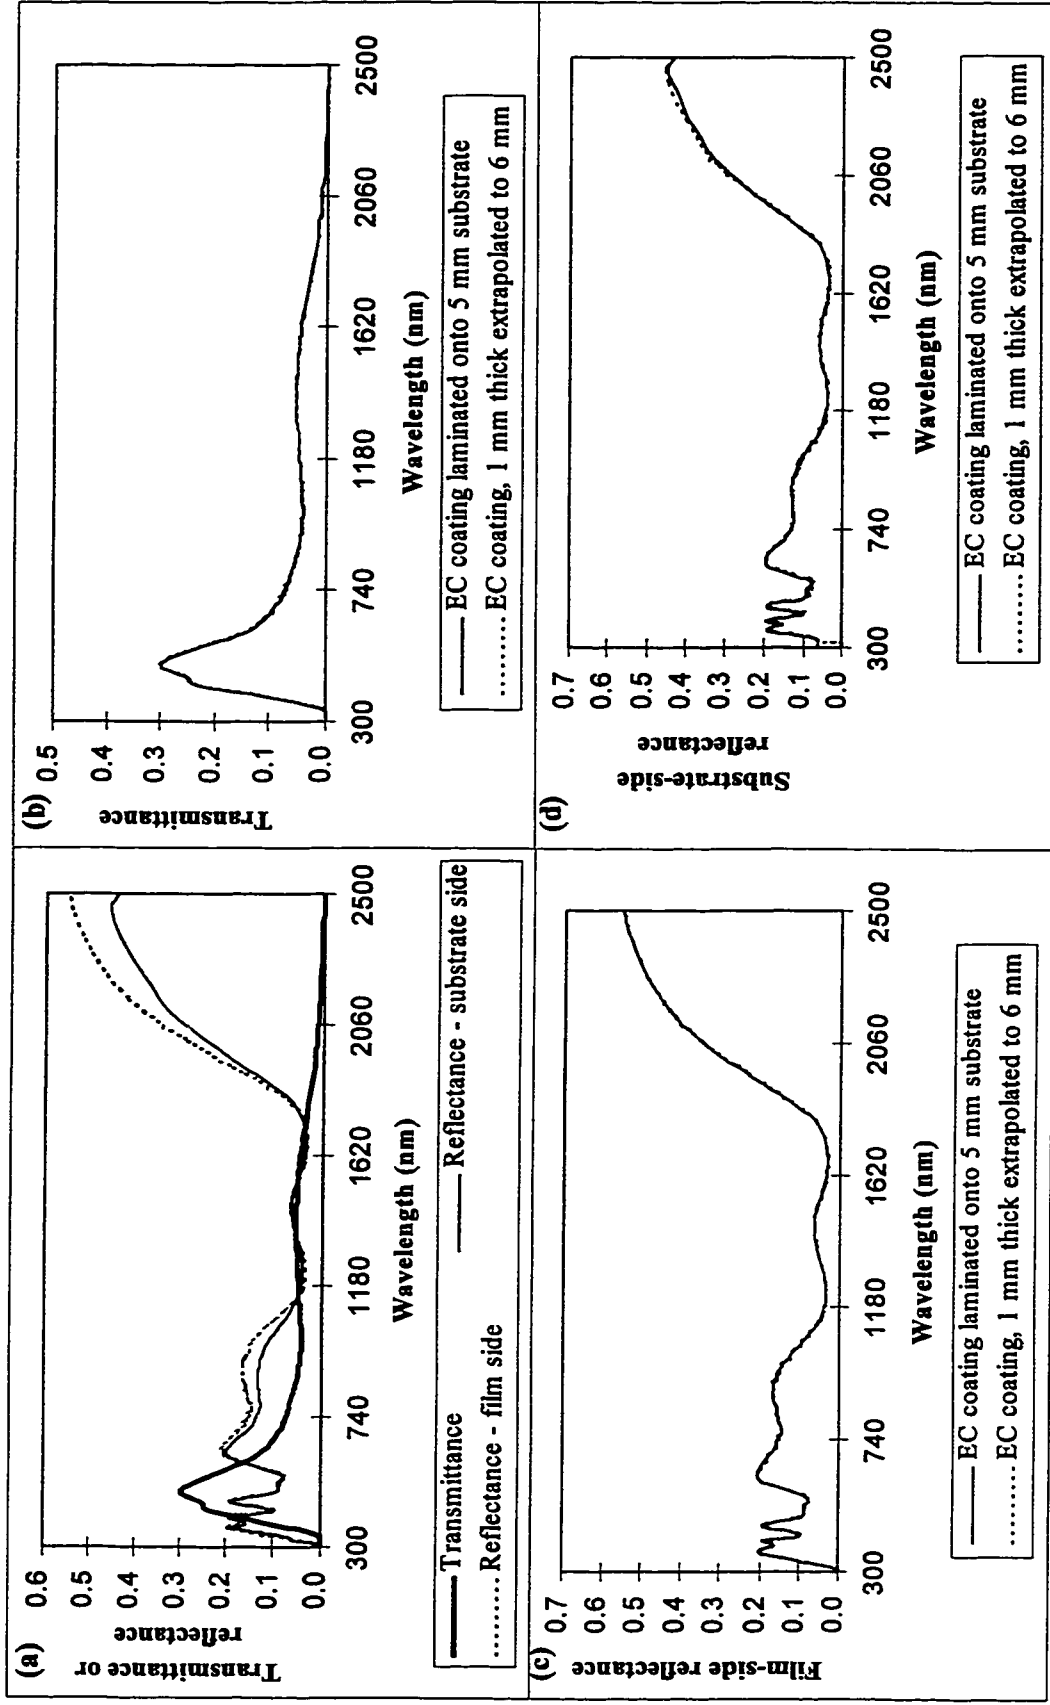 (a)
Transmittance or
reflectance
0.6
0.5
0.4
0.3
0.2
0.1
0.0
300
740
1180
1620
2060
2500
Wavelength (nm)
Transmittance
Reflectance - substrate side
Reflectance - film side
(b)
Transmittance
0.5
0.4
0.3
0.2
0.1
0.0
300
740
1180
1620
2060
2500
Wavelength (nm)
EC coating laminated onto 5 mm substrate
EC coating, 1 mm thick extrapolated to 6 mm
(c)
Film-side reflectance
0.7
0.6
0.5
0.4
0.3
0.2
0.1
0.0
300
740
1180
1620
2060
2500
Wavelength (nm)
EC coating laminated onto 5 mm substrate
EC coating, 1 mm thick extrapolated to 6 mm
(d)
Substrate-side
reflectance
0.7
0.6
0.5
0.4
0.3
0.2
0.1
0.0
300
740
1180
1620
2060
2500
Wavelength (nm)
EC coating laminated onto 5 mm substrate
EC coating, 1 mm thick extrapolated to 6 mm